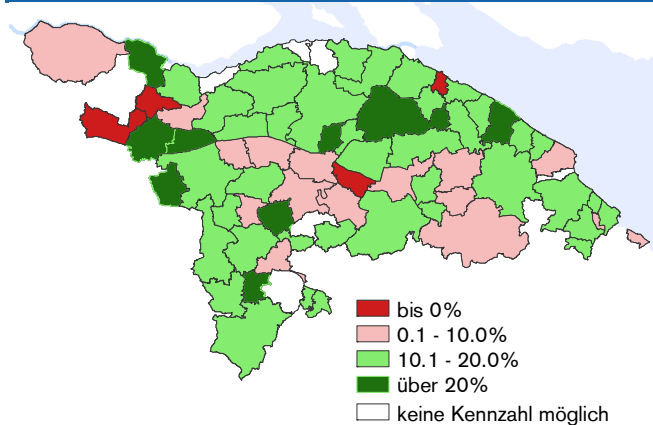 bis 0%
0.1 - 10.0%
10.1 - 20.0%
über 20%
keine Kennzahl möglich